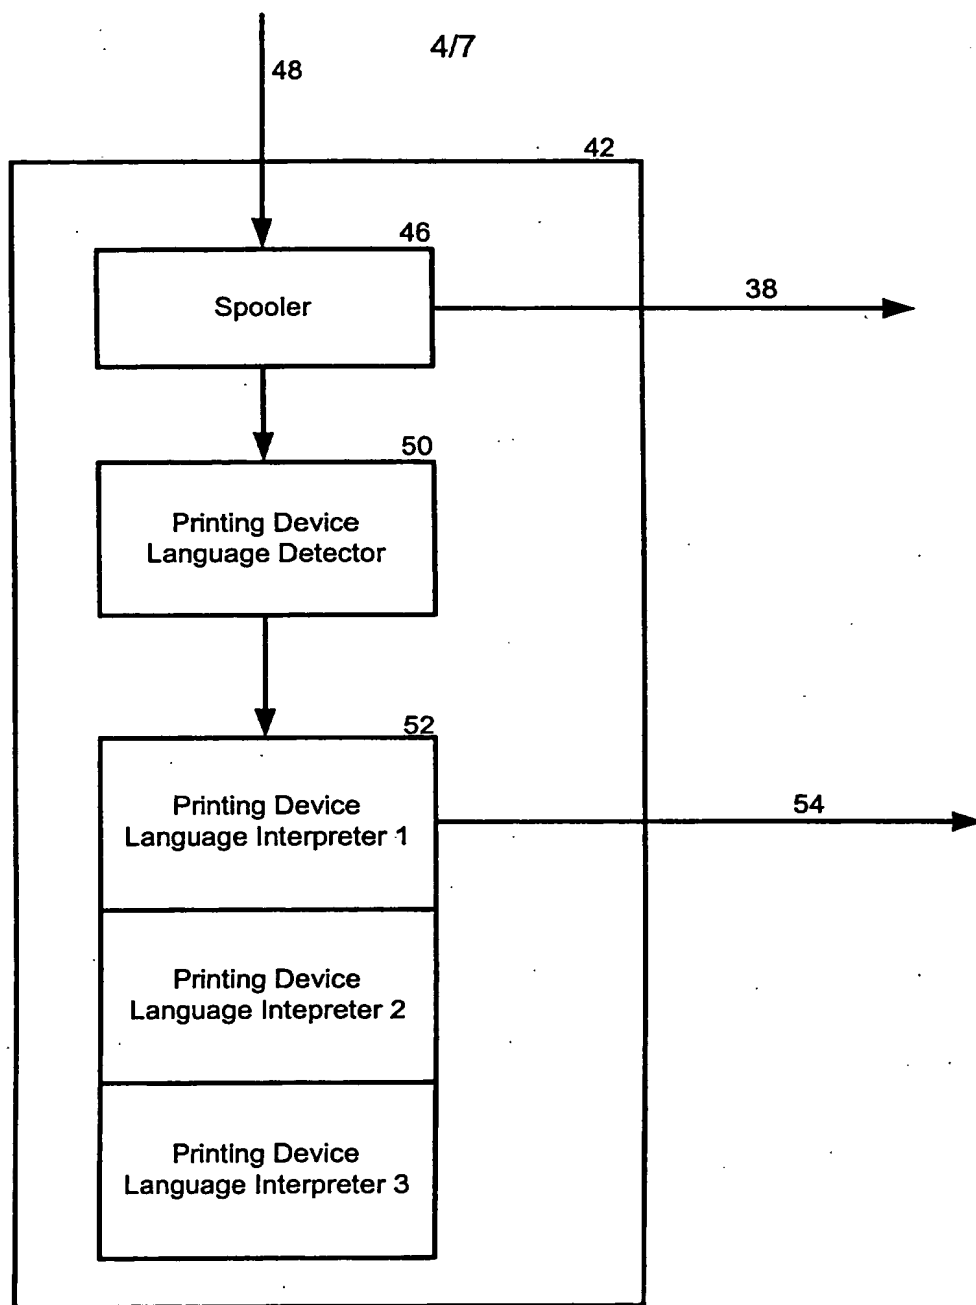 4/7
48
42
46
Spooler
38
50
Printing Device
Language Detector
52
Printing Device
Language Interpreter 1
54
Printing Device
Language Intepreter 2
Printing Device
Language Interpreter 3